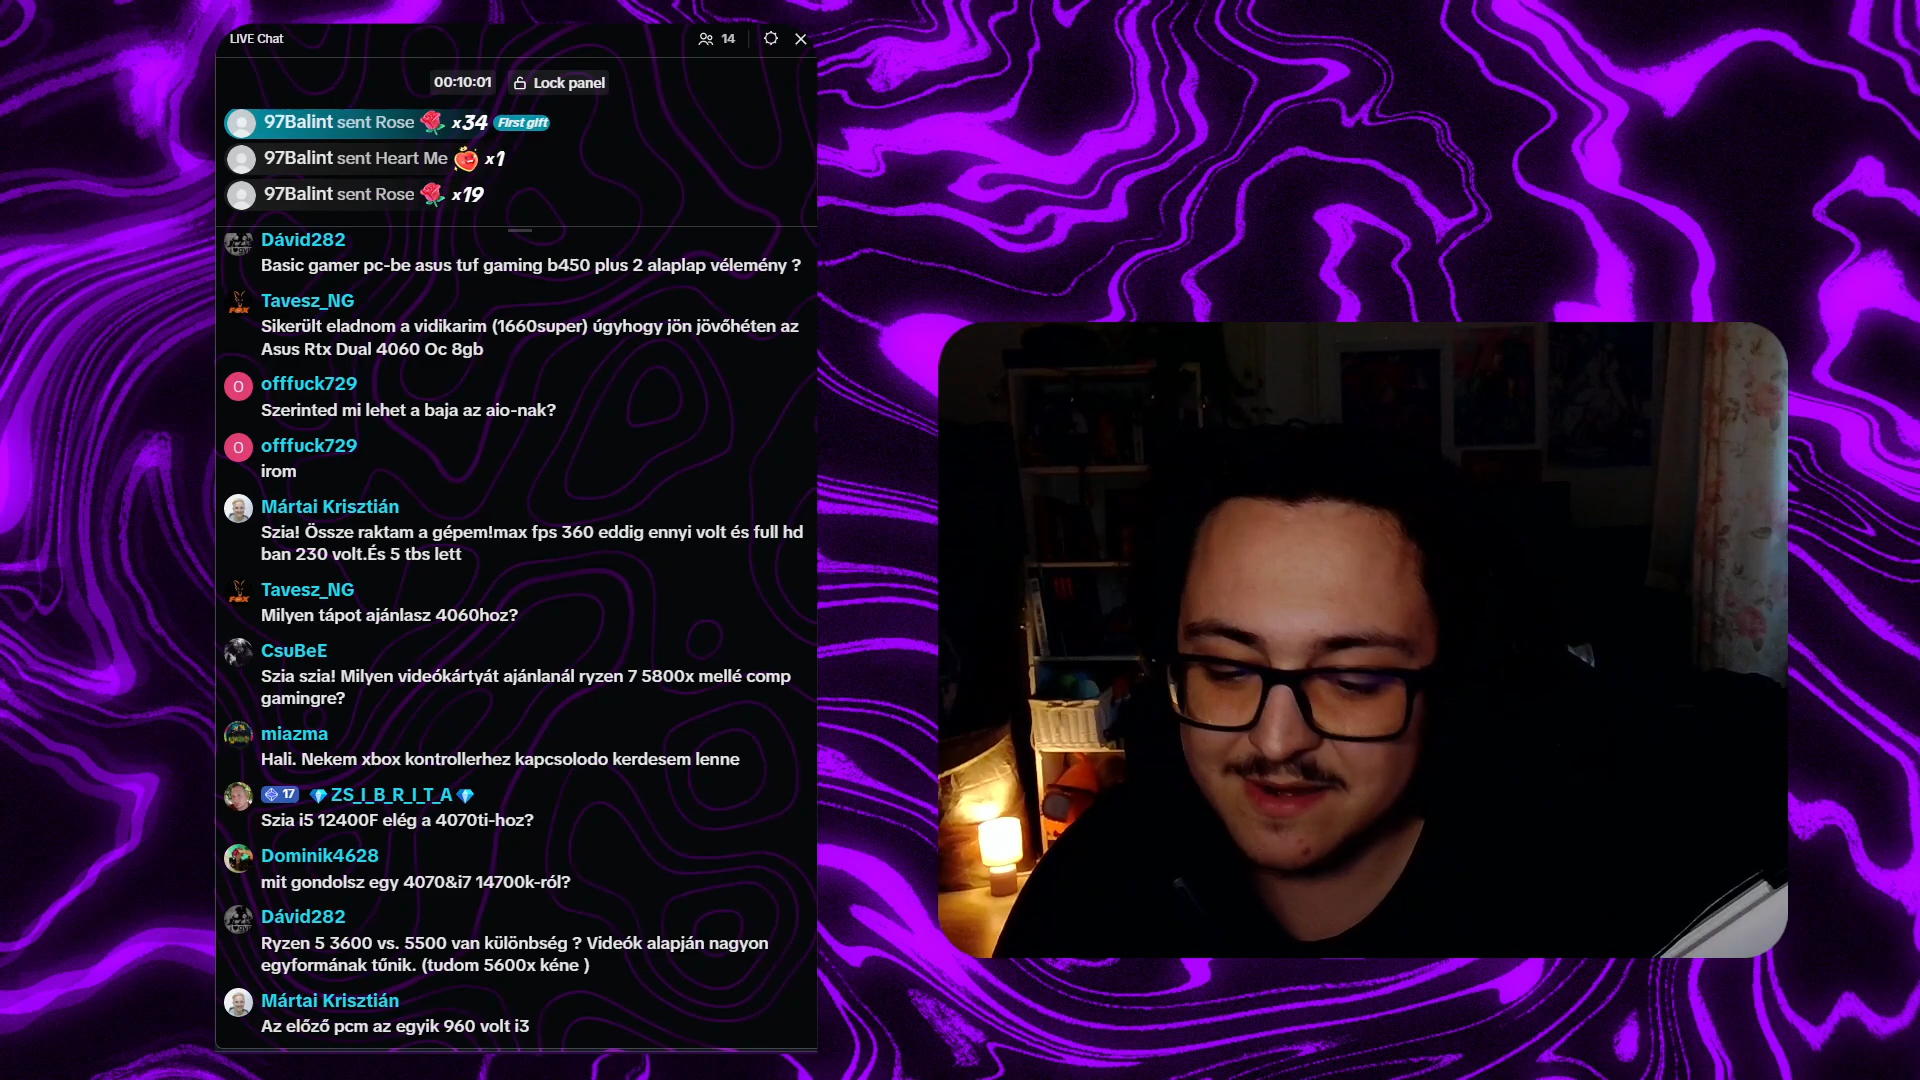 LIVE Chat
14
00:10:01
Lock panel
97Balint sent Rose x34 First gift
97Balint sent Heart Me x1
97Balint sent Rose x19
Dávid282
Basic gamer pc-be asus tuf gaming b450 plus 2 alaplap vélemény ?
Tavesz_NG
Sikerült eladnom a vidikarim (1660super) úgyhogy jön jövőhéten az
Asus Rtx Dual 4060 Oc 8gb
O
offfuck729
Szerinted mi lehet a baja az aio-nak?
O
offfuck729
irom
Mártai Krisztián
Szia! Össze raktam a gépem!max fps 360 eddig ennyi volt és full hd
ban 230 volt.És 5 tbs lett
Tavesz_NG
Milyen tápot ajánlasz 4060hoz?
CsuBeE
Szia szia! Milyen videókártyát ajánlanál ryzen 7 5800x mellé comp
gamingre?
miazma
Hali. Nekem xbox kontrollerhez kapcsolodo kerdesem lenne
17 💎ZS_I_B_R_I_T_A💎
Szia i5 12400F elég a 4070ti-hoz?
Dominik4628
mit gondolsz egy 4070&i7 14700k-ról?
Dávid282
Ryzen 5 3600 vs. 5500 van különbség ? Videók alapján nagyon
egyformának tűnik. (tudom 5600x kéne )
Mártai Krisztián
Az előző pcm az egyik 960 volt i3